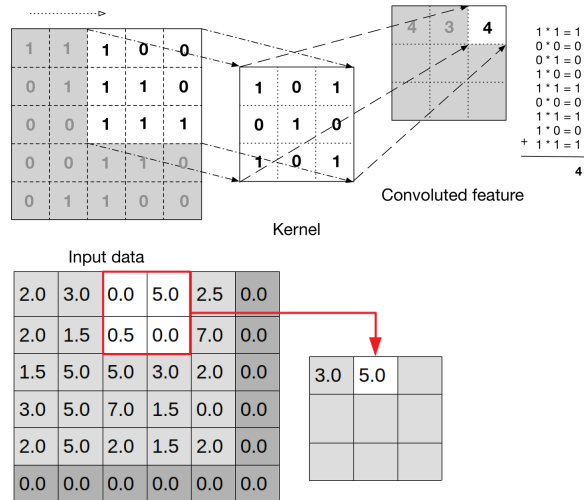 1 1 1 0 0
0 1 1 1 0
0 0 1 1 1
0 0 1 1 0
0 1 1 0 0
1 0 1
0 1 0
1 0 1
Kernel
4 3 4
Convoluted feature
1 * 1 = 1
0 * 0 = 0
0 * 0 = 0
1 * 0 = 0
1 * 1 = 1
0 * 0 = 0
1 * 1 = 1
1 * 0 = 0
+ 1 * 1 = 1
4
Input data
2.0 3.0 0.0 5.0 2.5 0.0
2.0 1.5 0.5 0.0 7.0 0.0
1.5 5.0 5.0 3.0 2.0 0.0
3.0 5.0 7.0 1.5 0.0 0.0
2.0 5.0 2.0 1.5 2.0 0.0
0.0 0.0 0.0 0.0 0.0 0.0
3.0 5.0